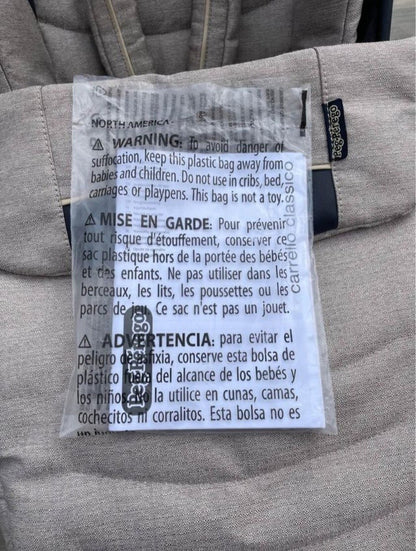 NORTH AMERICA -
⚠ WARNING: To avoid danger of
suffocation, keep this plastic bag away from
babies and children. Do not use in cribs, bed,
carriages or playpens. This bag is not a toy.
⚠ MISE EN GARDE: Pour prévenir
tout risque d'étouffement, conserver ce
sac plastique hors de la portée des bébés
et des enfants. Ne pas utiliser dans les
berceaux, les lits, les poussettes ou les
parcs de jeu. Ce sac n'est pas un jouet.
⚠ ADVERTENCIA: para evitar el
peligro de asfixia, conserve esta bolsa de
plástico fuera del alcance de los bebés y
los niños. No la utilice en cunas, camas,
cochecitos ni corralitos. Esta bolsa no es
un
carrello classico
PegPerego
PegPerego